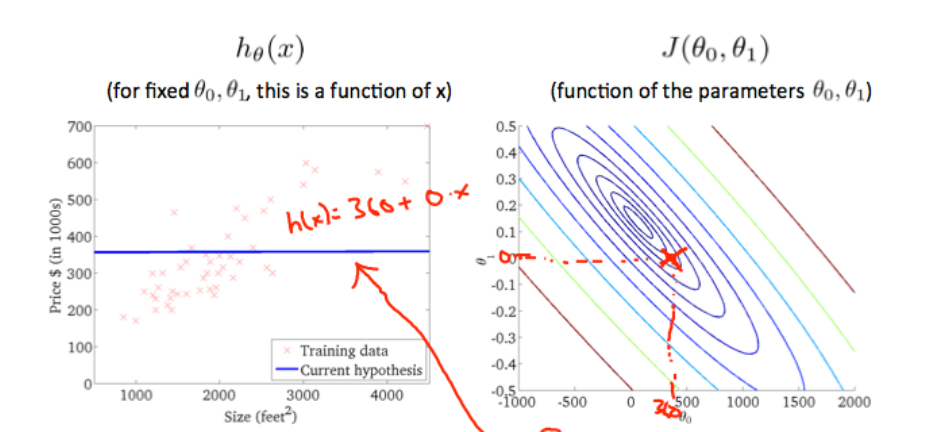 hθ(x)
(for fixed θ0, θ1, this is a function of x)
700
600
500
400
300
200
100
0
Price $ (in 1000s)
1000
2000
3000
4000
Size (feet²)
h(x) = 360 + 0·x
Training data
Current hypothesis
J(θ0, θ1)
(function of the parameters θ0, θ1)
0.5
0.4
0.3
0.2
0.1
0
-0.1
-0.2
-0.3
-0.4
-0.5
θ1
0
-1000
-500
0
500
1000
1500
2000
360
θ0